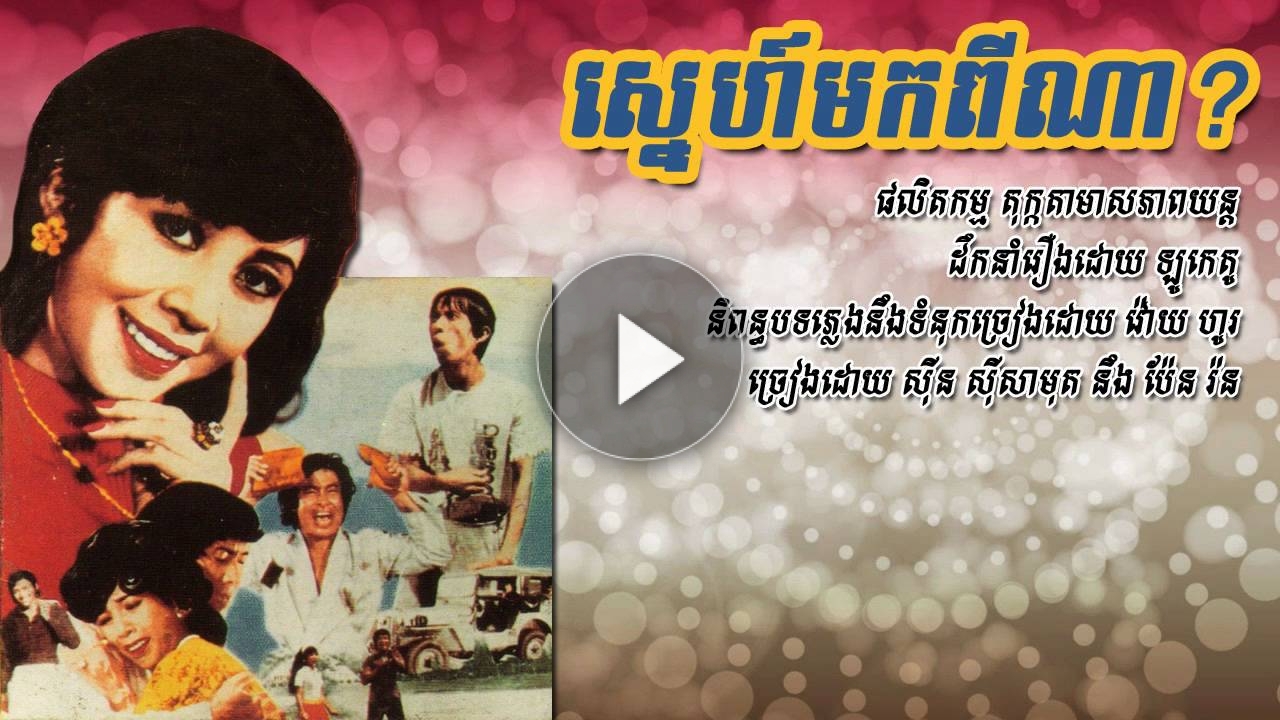 ស្នេហ៍មកពីណា?
ផលិតកម្ម តុក្កតាមាសភាពយន្ត
ដឹកនាំរឿងដោយ ឡូកេតូ
និពន្ធបទភ្លេងនឹងទំនុកច្រៀងដោយ វ៉ោយ ហូរ
ច្រៀងដោយ ស៊ីន ស៊ីសាមុត នឹង ប៉ែន រ៉ន